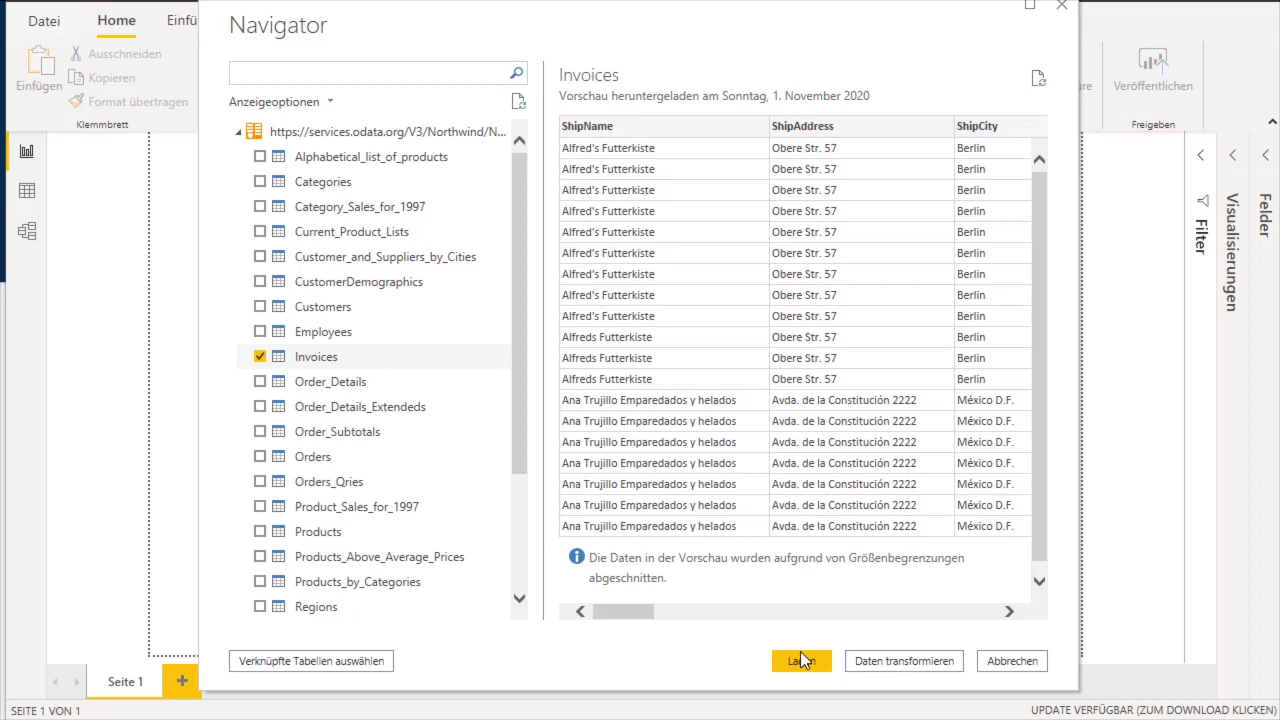 Datei
Home
Einfü
Einfügen
Ausschneiden
Kopieren
Format übertragen
Klemmbrett
Navigator
Anzeigeoptionen
https://services.odata.org/V3/Northwind/N...
Alphabetical_list_of_products
Categories
Category_Sales_for_1997
Current_Product_Lists
Customer_and_Suppliers_by_Cities
CustomerDemographics
Customers
Employees
Invoices
Order_Details
Order_Details_Extendeds
Order_Subtotals
Orders
Orders_Qries
Product_Sales_for_1997
Products
Products_Above_Average_Prices
Products_by_Categories
Regions
Verknüpfte Tabellen auswählen
Invoices
Vorschau heruntergeladen am Sonntag, 1. November 2020
ShipName ShipAddress ShipCity
Alfred's Futterkiste Obere Str. 57 Berlin
Alfred's Futterkiste Obere Str. 57 Berlin
Alfred's Futterkiste Obere Str. 57 Berlin
Alfred's Futterkiste Obere Str. 57 Berlin
Alfred's Futterkiste Obere Str. 57 Berlin
Alfred's Futterkiste Obere Str. 57 Berlin
Alfred's Futterkiste Obere Str. 57 Berlin
Alfred's Futterkiste Obere Str. 57 Berlin
Alfred's Futterkiste Obere Str. 57 Berlin
Alfreds Futterkiste Obere Str. 57 Berlin
Alfreds Futterkiste Obere Str. 57 Berlin
Alfreds Futterkiste Obere Str. 57 Berlin
Ana Trujillo Emparedados y helados Avda. de la Constitución 2222 México D.F.
Ana Trujillo Emparedados y helados Avda. de la Constitución 2222 México D.F.
Ana Trujillo Emparedados y helados Avda. de la Constitución 2222 México D.F.
Ana Trujillo Emparedados y helados Avda. de la Constitución 2222 México D.F.
Ana Trujillo Emparedados y helados Avda. de la Constitución 2222 México D.F.
Ana Trujillo Emparedados y helados Avda. de la Constitución 2222 México D.F.
Ana Trujillo Emparedados y helados Avda. de la Constitución 2222 México D.F.
Die Daten in der Vorschau wurden aufgrund von Größenbegrenzungen
abgeschnitten.
Laden
Daten transformieren
Abbrechen
ure
Veröffentlichen
Freigeben
Filter
Visualisierungen
Felder
Seite 1
SEITE 1 VON 1
UPDATE VERFÜGBAR (ZUM DOWNLOAD KLICKEN)